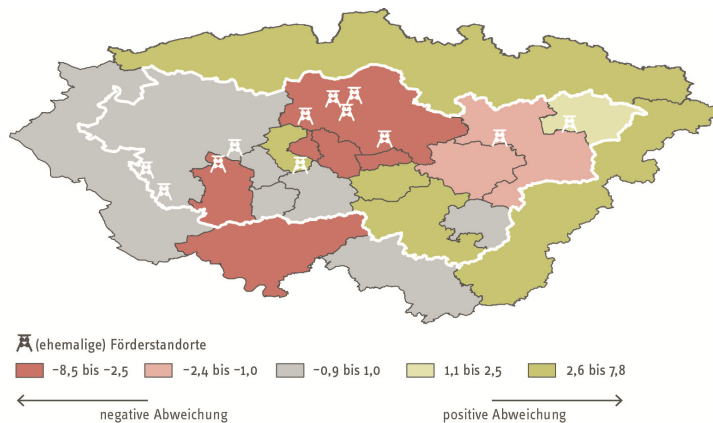 (ehemalige) Förderstandorte
−8,5 bis −2,5
−2,4 bis −1,0
−0,9 bis 1,0
1,1 bis 2,5
2,6 bis 7,8
negative Abweichung
positive Abweichung